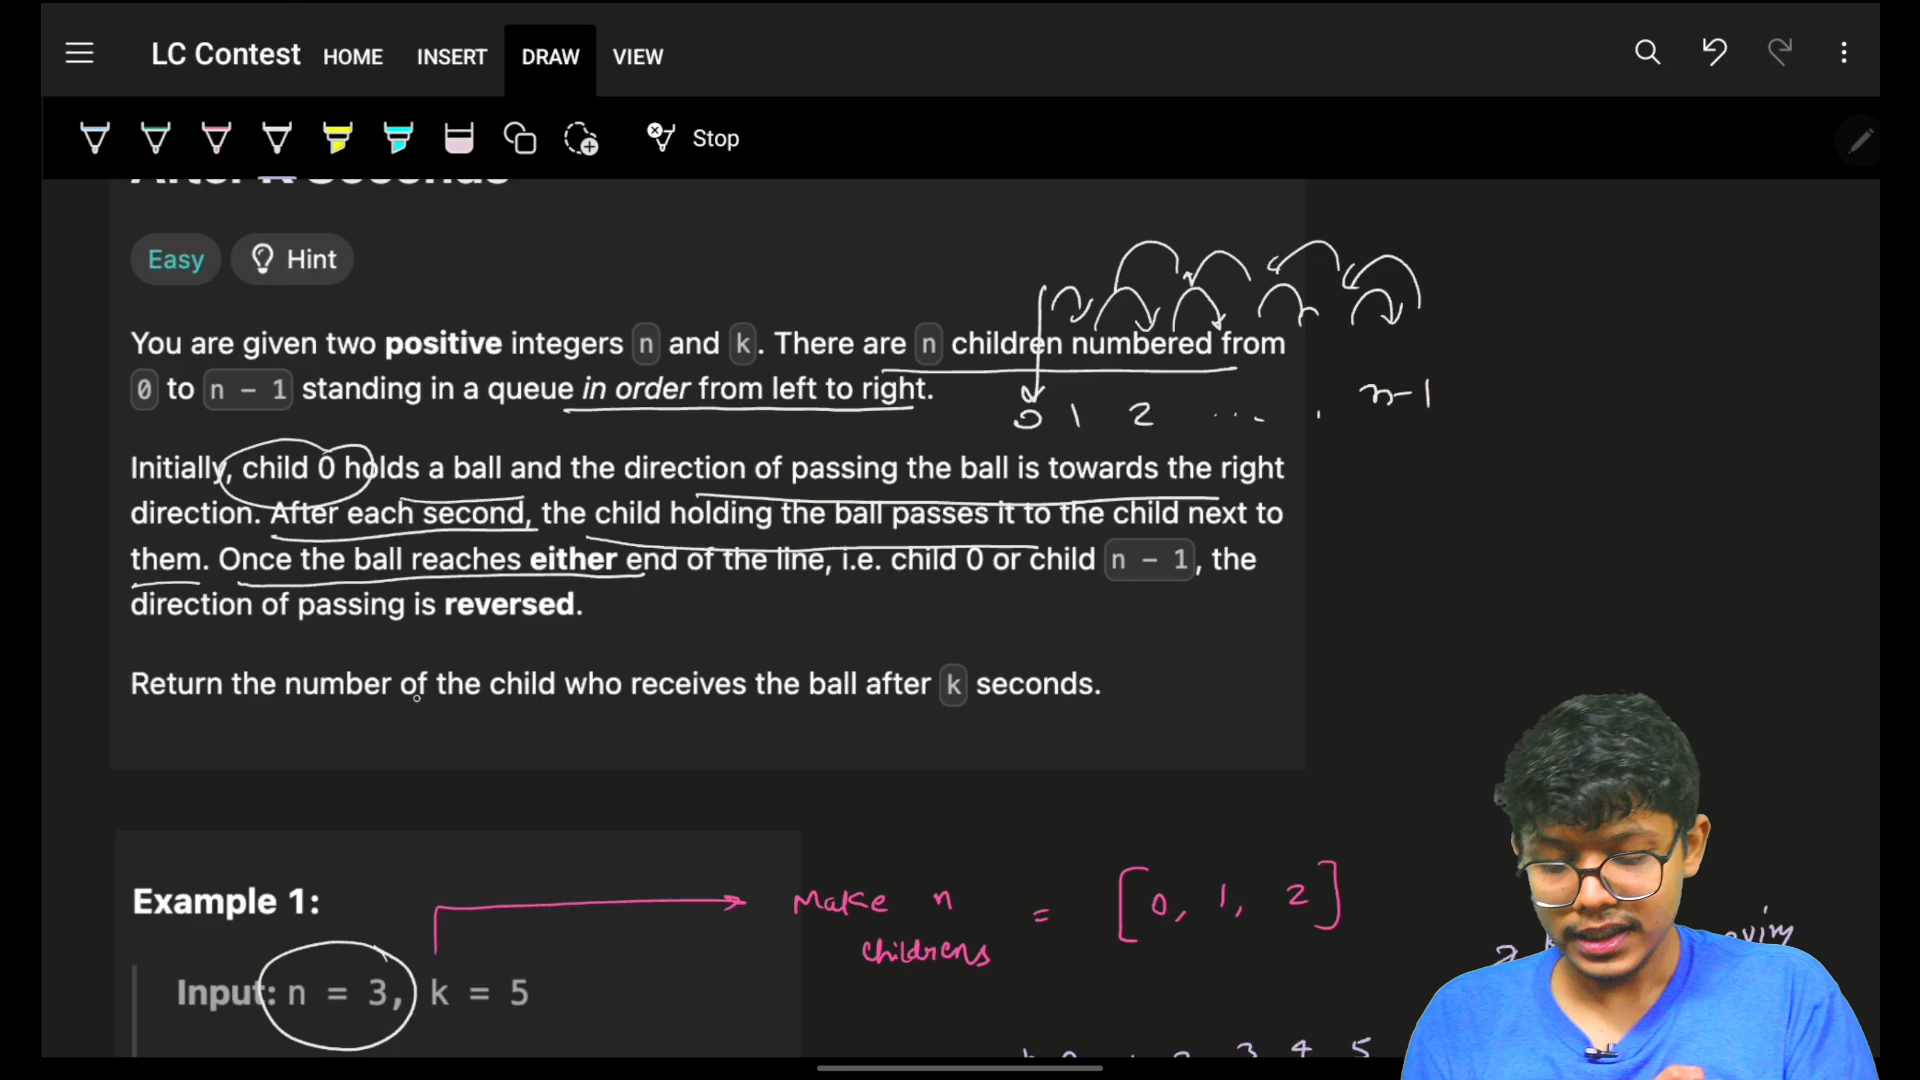 LC Contest HOME INSERT DRAW VIEW
Stop
After K Seconds
Easy Hint
You are given two positive integers n and k. There are n children numbered from
0 to n - 1 standing in a queue in order from left to right.
0 1 2 ... . n-1
Initially, child 0 holds a ball and the direction of passing the ball is towards the right
direction. After each second, the child holding the ball passes it to the child next to
them. Once the ball reaches either end of the line, i.e. child 0 or child n - 1, the
direction of passing is reversed.
Return the number of the child who receives the ball after k seconds.
Example 1:
Make n = [0, 1, 2]
childrens
Input: n = 3, k = 5
3 4 5